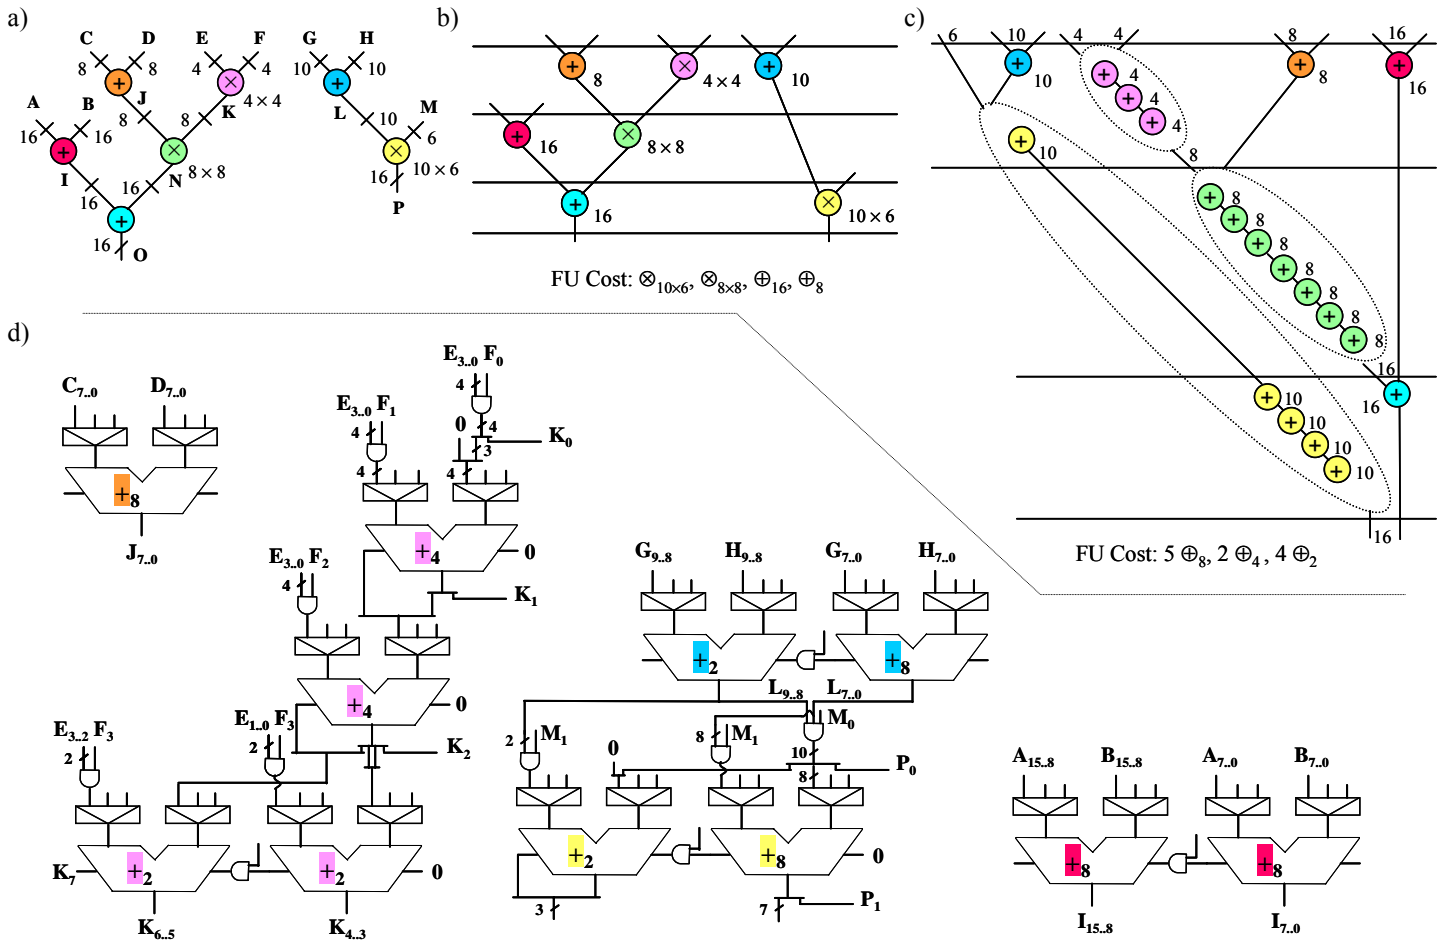 a)
C D E F G H
8 8 4 4 10 10
+ × +
A B J 4 × 4 L M
16 16 8 8 K 10 6
+ × ×
I 16 16 N 8 × 8 16 10 × 6
+ P
16 O
b)
+ 8 × 4 × 4 + 10
+ 16 × 8 × 8
+ 16 × 10 × 6
FU Cost: ⊗10×6, ⊗8×8, ⊕16, ⊕8
c)
6 10 4 4 8 16
+ 10 + 4 + 8 + 16
+ 4
+ 4
+ 10
8
+ 8
+ 8
+ 8
+ 8
+ 8
+ 8
+ 8
16
+ 16
+ 10
+ 10
+ 10
+ 10
16
FU Cost: 5 ⊕8, 2 ⊕4 , 4 ⊕2
d)
C7..0 D7..0
+8
J7..0
E3..0 F0
4
4
0 3 K0
E3..0 F1
4
4 4
+4 0
K1
E3..0 F2
4
+4 0
K2
E3..2 F3 E1..0 F3
2 2
K7 +2 +2 0
K6..5 K4..3
G9..8 H9..8 G7..0 H7..0
+2 +8
L9..8 L7..0
2 M1 8 M1 M0
0 10 P0
8
+2 +8 0
3 7 P1
A15..8 B15..8 A7..0 B7..0
+8 +8
I15..8 I7..0